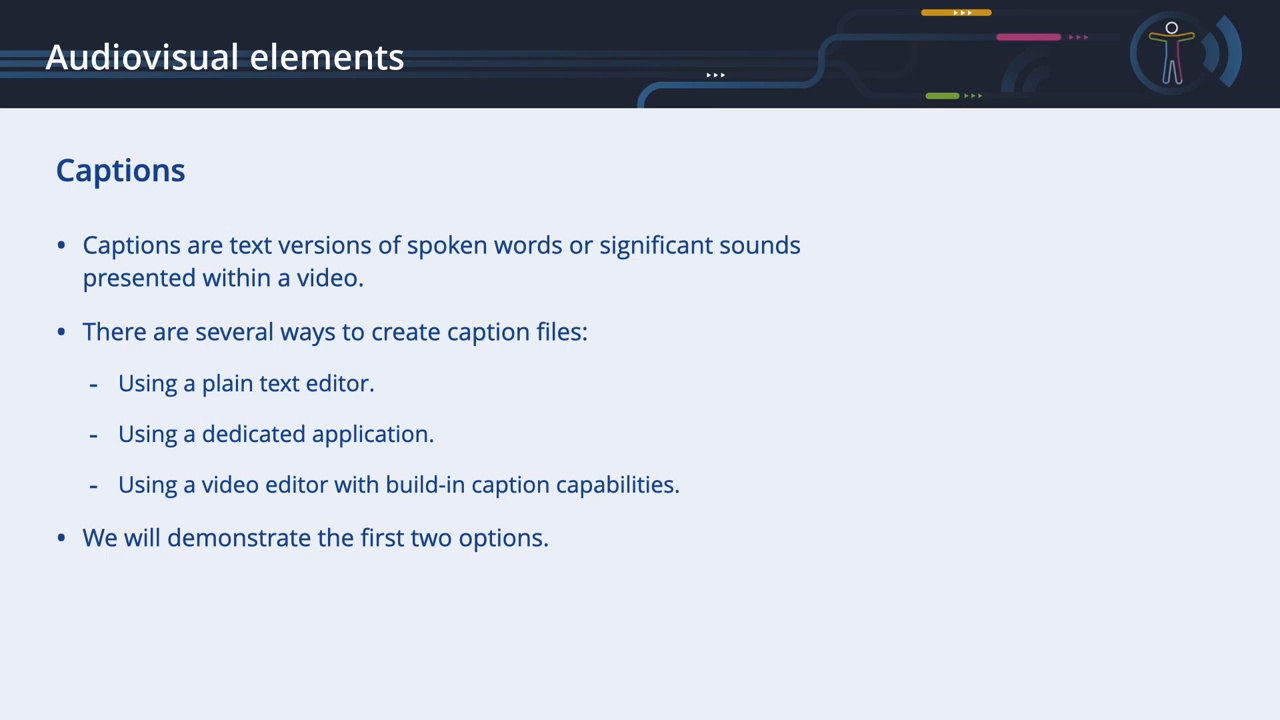 Audiovisual elements
Captions
• Captions are text versions of spoken words or significant sounds
presented within a video.
• There are several ways to create caption files:
- Using a plain text editor.
- Using a dedicated application.
- Using a video editor with build-in caption capabilities.
• We will demonstrate the first two options.